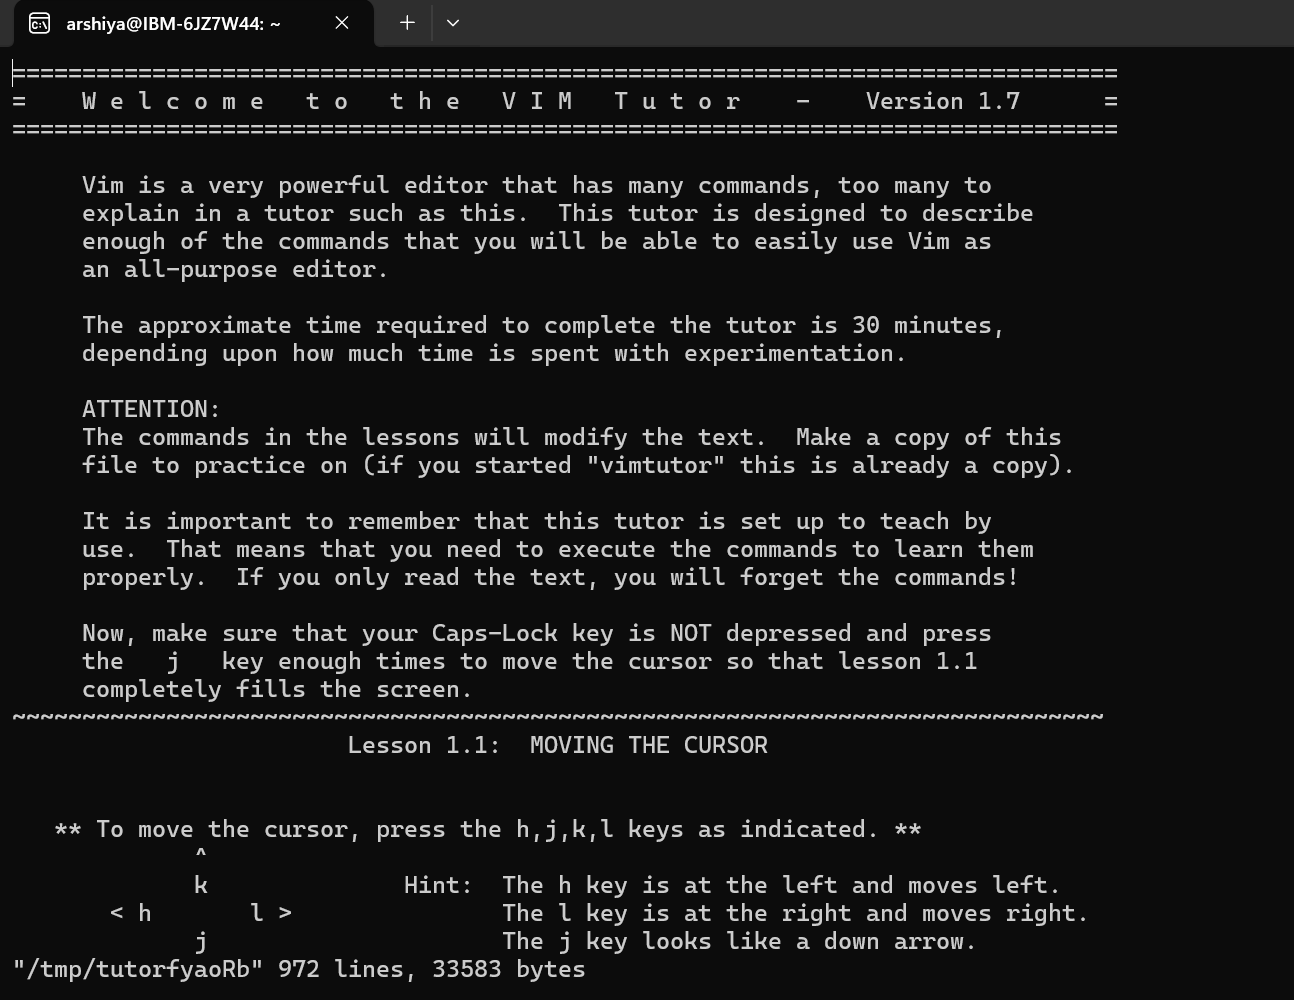 arshiya@IBM-6JZ7W44: ~
===============================================================================
=    W e l c o m e   t o   t h e   V I M   T u t o r    -    Version 1.7      =
===============================================================================

     Vim is a very powerful editor that has many commands, too many to
     explain in a tutor such as this.  This tutor is designed to describe
     enough of the commands that you will be able to easily use Vim as
     an all-purpose editor.

     The approximate time required to complete the tutor is 30 minutes,
     depending upon how much time is spent with experimentation.

     ATTENTION:
     The commands in the lessons will modify the text.  Make a copy of this
     file to practice on (if you started "vimtutor" this is already a copy).

     It is important to remember that this tutor is set up to teach by
     use.  That means that you need to execute the commands to learn them
     properly.  If you only read the text, you will forget the commands!

     Now, make sure that your Caps-Lock key is NOT depressed and press
     the   j   key enough times to move the cursor so that lesson 1.1
     completely fills the screen.
~~~~~~~~~~~~~~~~~~~~~~~~~~~~~~~~~~~~~~~~~~~~~~~~~~~~~~~~~~~~~~~~~~~~~~~~~~~~~~
                        Lesson 1.1:  MOVING THE CURSOR


   ** To move the cursor, press the h,j,k,l keys as indicated. **
             ^
             k              Hint:  The h key is at the left and moves left.
       < h       l >               The l key is at the right and moves right.
             j                     The j key looks like a down arrow.
"/tmp/tutorfyaoRb" 972 lines, 33583 bytes